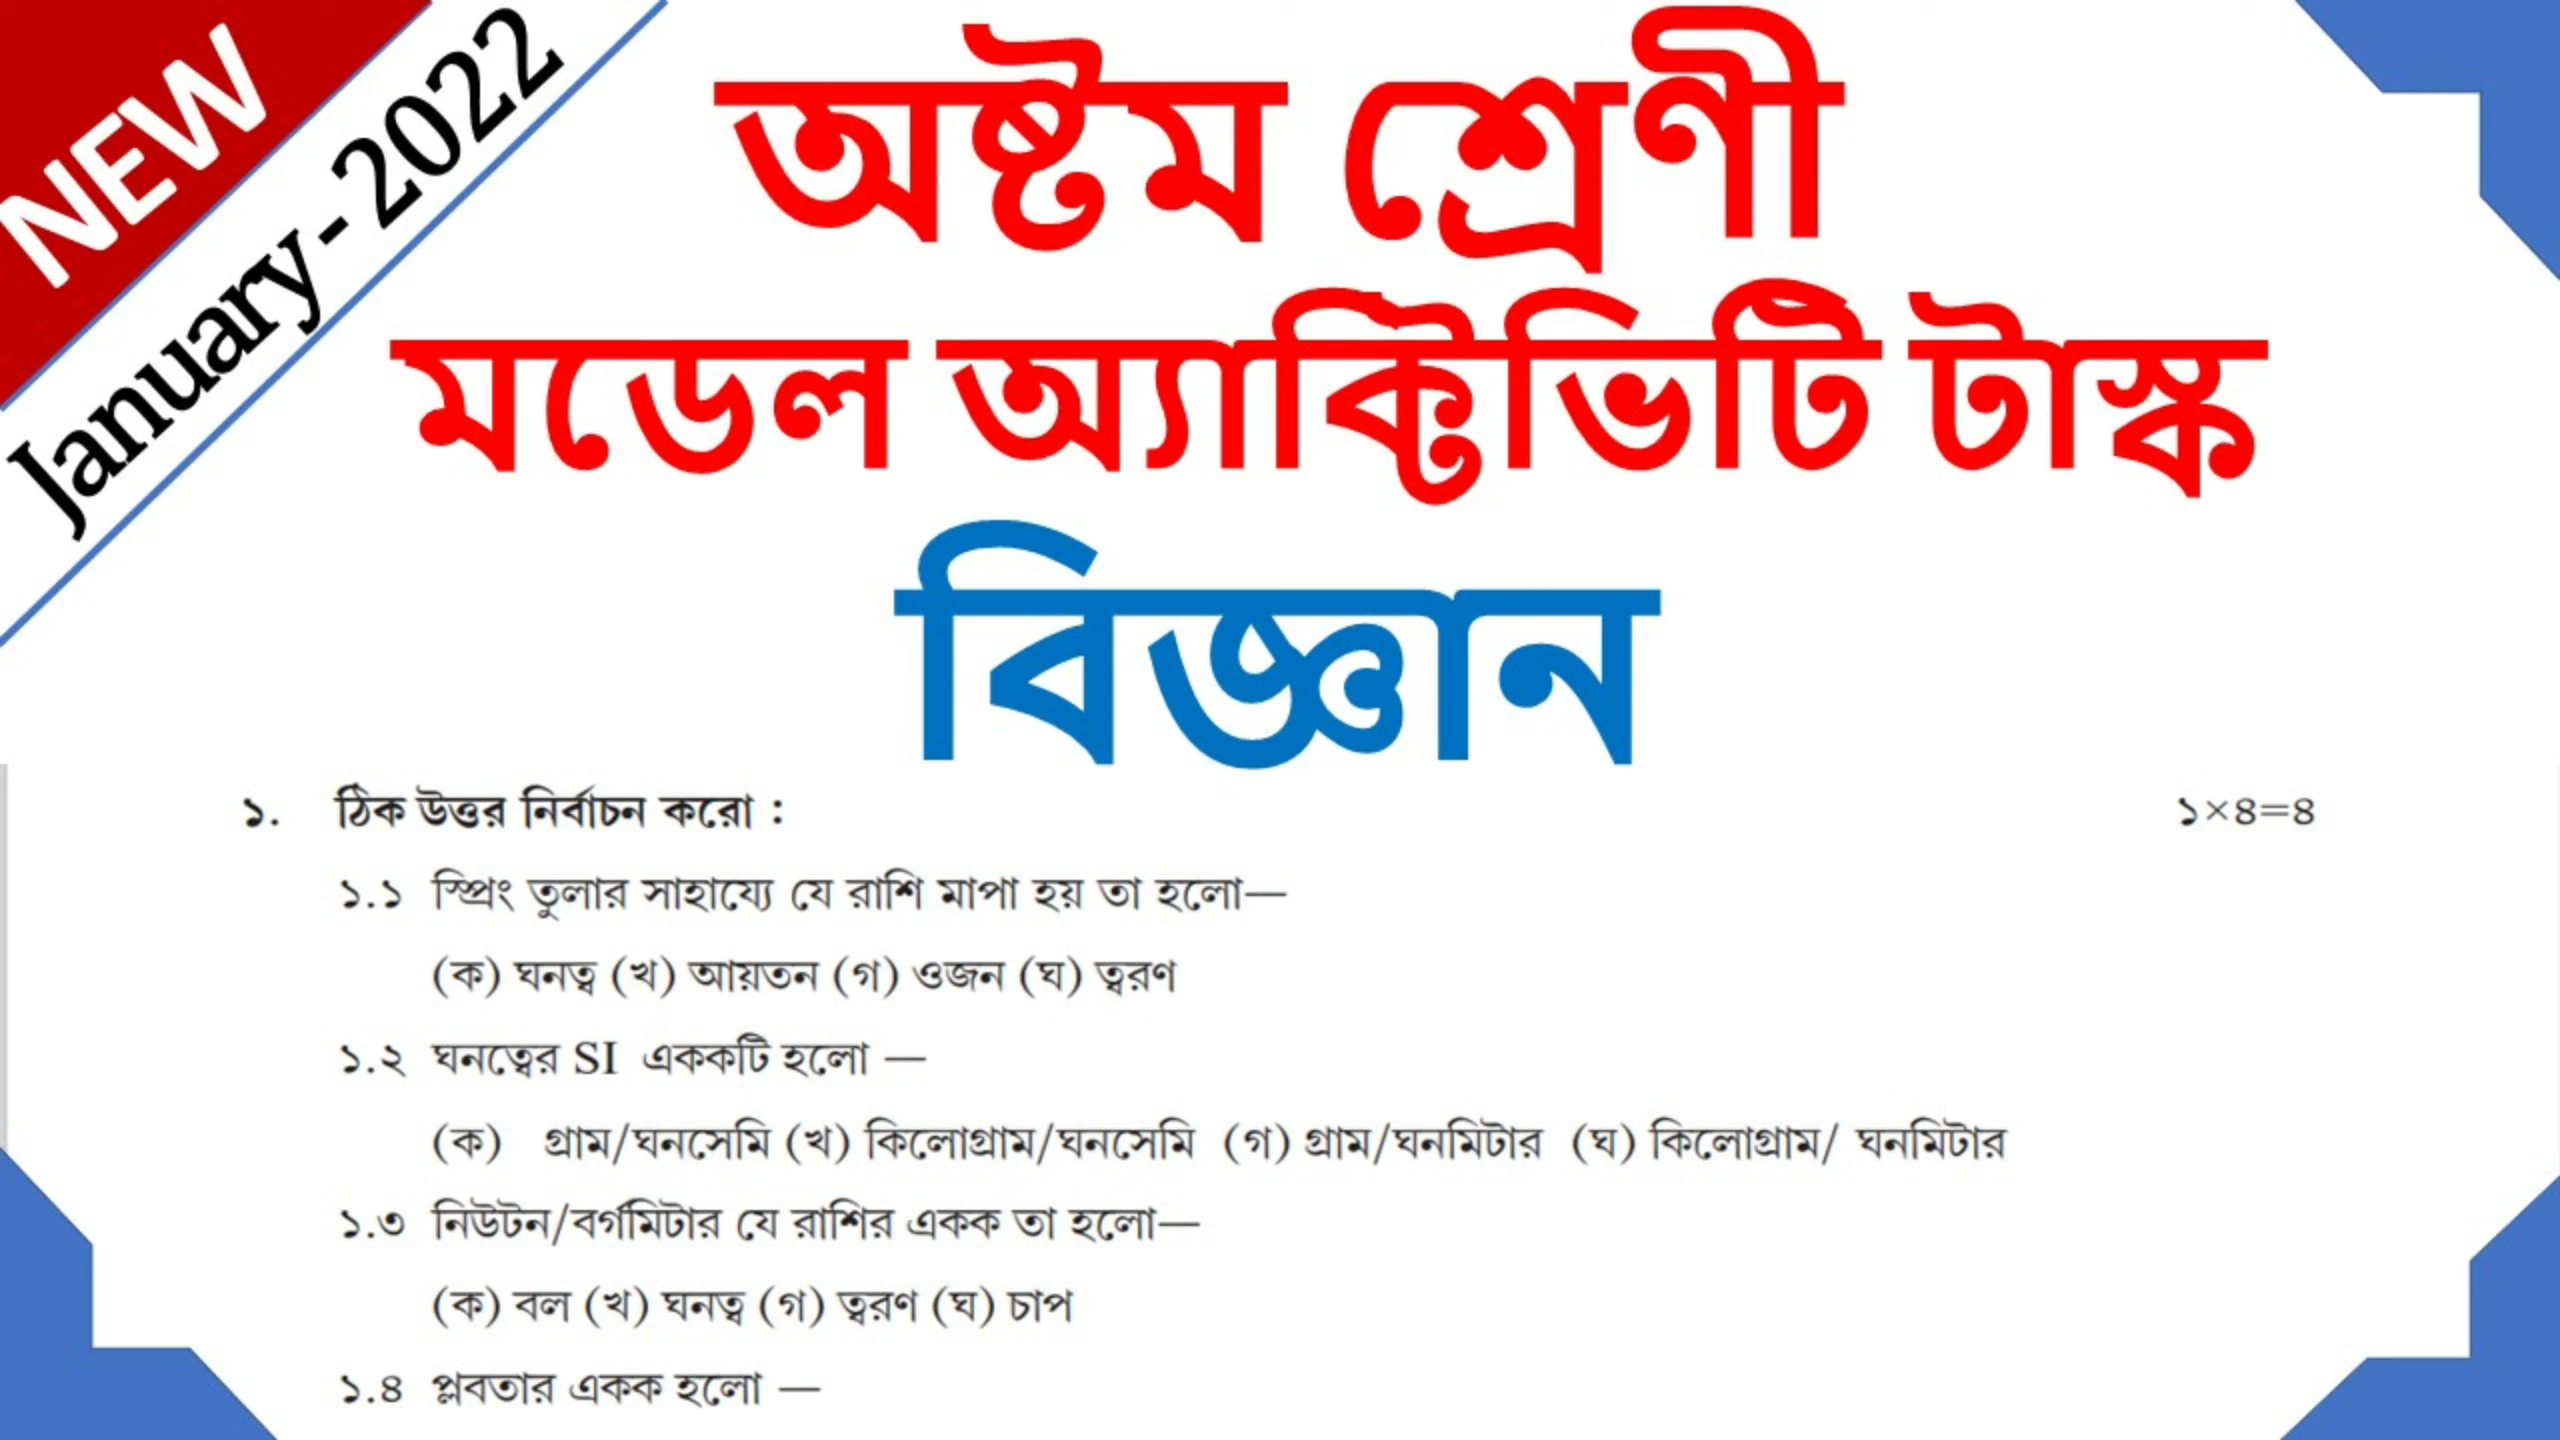 NEW
January - 2022
অষ্টম শ্রেণী
মডেল অ্যাক্টিভিটি টাস্ক
বিজ্ঞান
১. ঠিক উত্তর নির্বাচন করো : ১×৪=৪
১.১ স্প্রিং তুলার সাহায্যে যে রাশি মাপা হয় তা হলো—
(ক) ঘনত্ব (খ) আয়তন (গ) ওজন (ঘ) ত্বরণ
১.২ ঘনত্বের SI এককটি হলো —
(ক) গ্রাম/ঘনসেমি (খ) কিলোগ্রাম/ঘনসেমি (গ) গ্রাম/ঘনমিটার (ঘ) কিলোগ্রাম/ ঘনমিটার
১.৩ নিউটন/বর্গমিটার যে রাশির একক তা হলো—
(ক) বল (খ) ঘনত্ব (গ) ত্বরণ (ঘ) চাপ
১.৪ প্লবতার একক হলো —